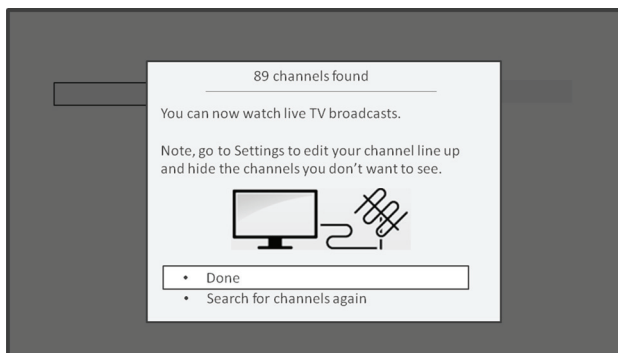 89 channels found
You can now watch live TV broadcasts.
Note, go to Settings to edit your channel line up
and hide the channels you don't want to see.
• Done
• Search for channels again